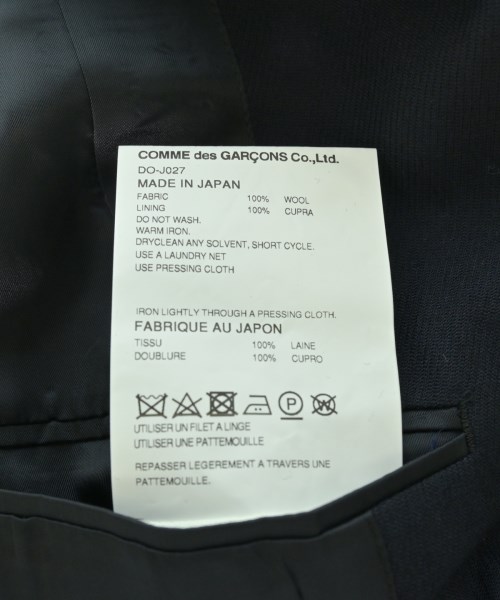 COMME des GARÇONS Co.,Ltd.
DO-J027
MADE IN JAPAN
FABRIC 100% WOOL
LINING 100% CUPRA
DO NOT WASH.
WARM IRON.
DRYCLEAN ANY SOLVENT, SHORT CYCLE.
USE A LAUNDRY NET
USE PRESSING CLOTH
IRON LIGHTLY THROUGH A PRESSING CLOTH.
FABRIQUE AU JAPON
TISSU 100% LAINE
DOUBLURE 100% CUPRO
P W
UTILISER UN FILET A LINGE
UTILISER UNE PATTEMOUILLE
REPASSER LEGEREMENT A TRAVERS UNE
PATTEMOUILLE.